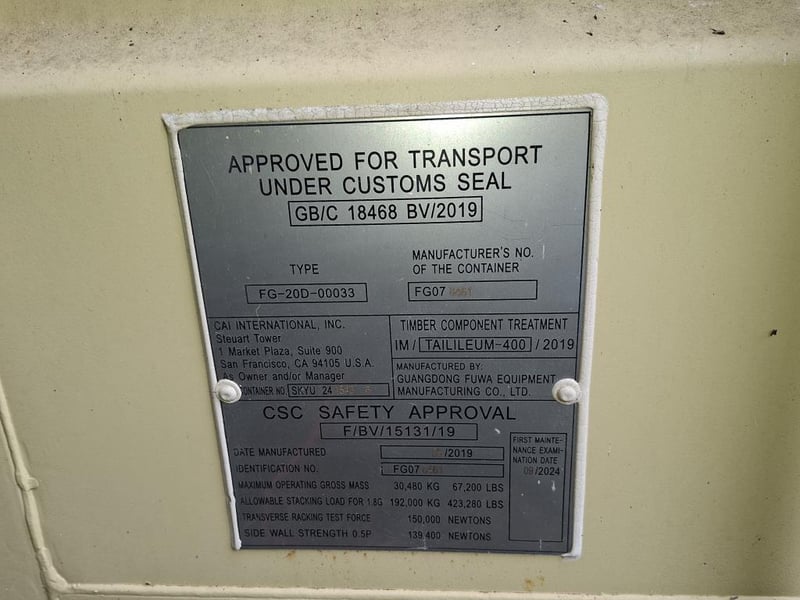 APPROVED FOR TRANSPORT
UNDER CUSTOMS SEAL
GB/C 18468 BV/2019
TYPE
FG-20D-00033
MANUFACTURER'S NO.
OF THE CONTAINER
FG07
CAI INTERNATIONAL, INC.
Steuart Tower
1 Market Plaza, Suite 900
San Francisco, CA 94105 U.S.A.
As Owner and/or Manager
CONTAINER NO. SKYU 24
TIMBER COMPONENT TREATMENT
IM / TAILILEUM-400 / 2019
MANUFACTURED BY:
GUANGDONG FUWA EQUIPMENT
MANUFACTURING CO., LTD.
CSC SAFETY APPROVAL
F/BV/15131/19
DATE MANUFACTURED /2019
IDENTIFICATION NO. FG07
MAXIMUM OPERATING GROSS MASS 30,480 KG 67,200 LBS
ALLOWABLE STACKING LOAD FOR 1.8G 192,000 KG 423,280 LBS
TRANSVERSE RACKING TEST FORCE 150,000 NEWTONS
SIDE WALL STRENGTH 0.5P 139,400 NEWTONS
FIRST MAINTE-
NANCE EXAMI-
NATION DATE
09/2024